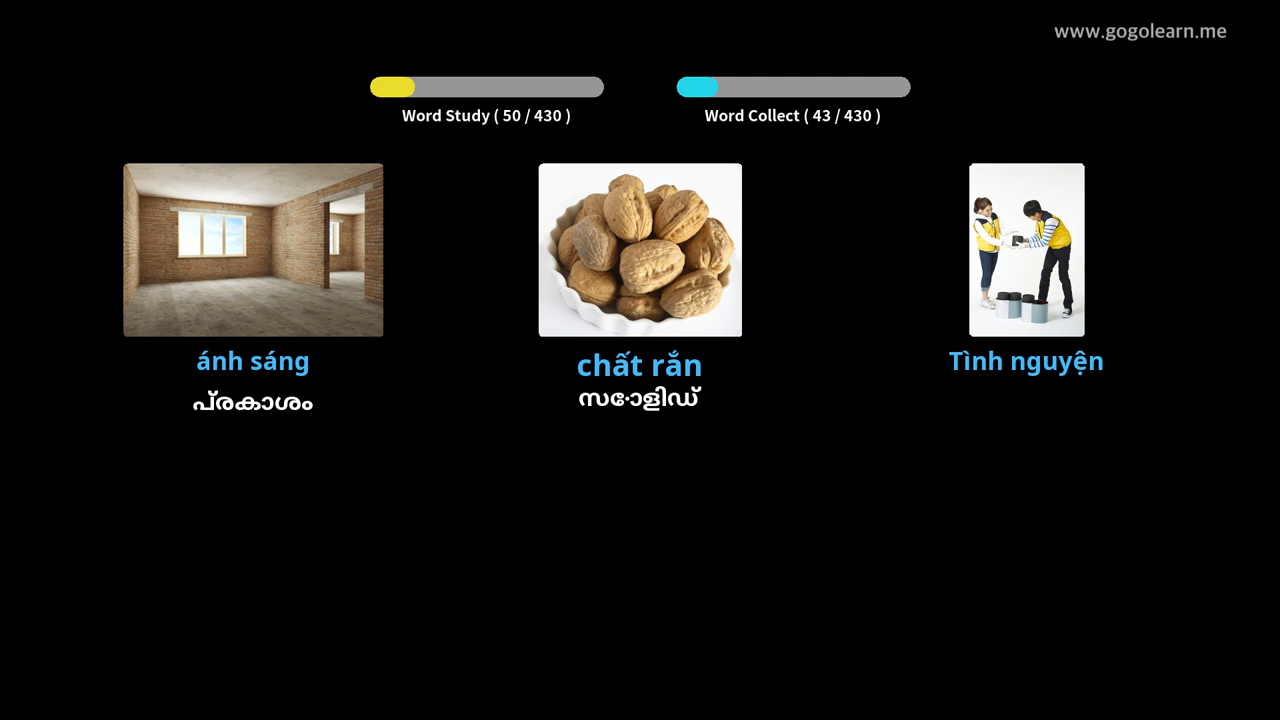 www.gogolearn.me
Word Study ( 50 / 430 )
Word Collect ( 43 / 430 )
ánh sáng
chất rắn
Tình nguyện
പ്രകാശം
സോളിഡ്